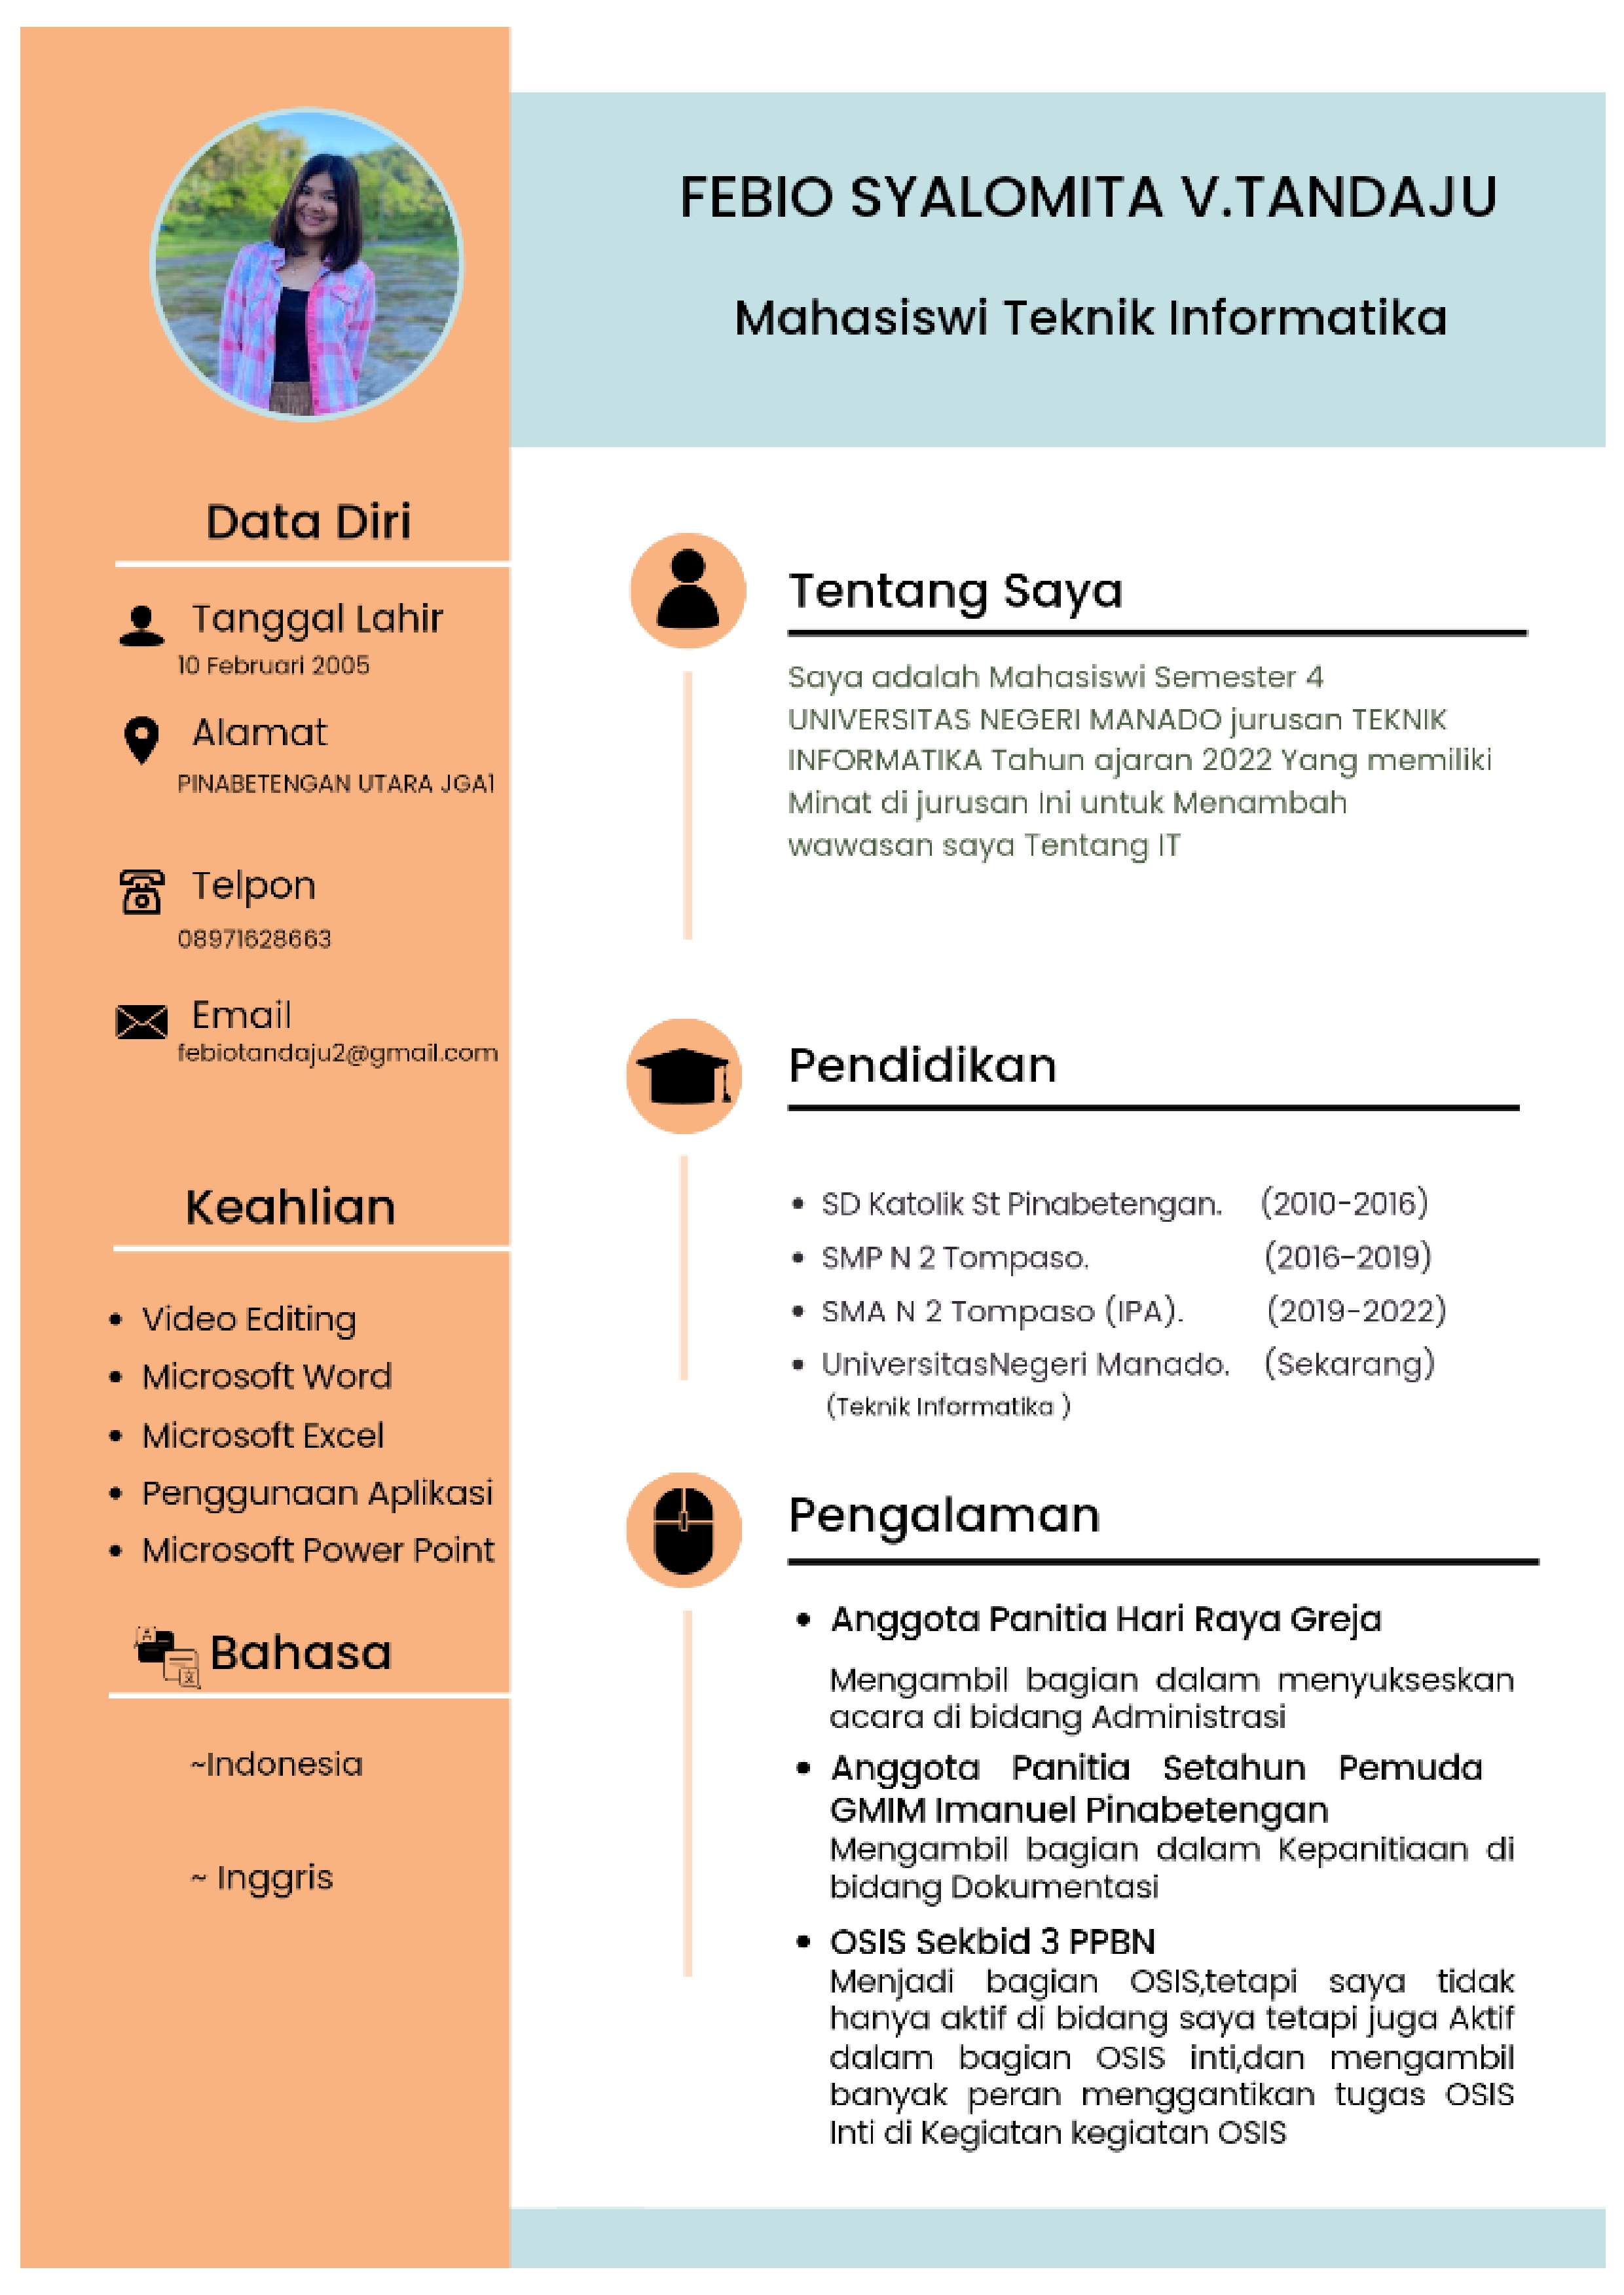 FEBIO SYALOMITA V.TANDAJU
Mahasiswi Teknik Informatika
Data Diri
Tanggal Lahir
10 Februari 2005
Alamat
PINABETENGAN UTARA JGA1
Telpon
08971628663
Email
febiotandaju2@gmail.com
Keahlian
• Video Editing
• Microsoft Word
• Microsoft Excel
• Penggunaan Aplikasi
• Microsoft Power Point
Bahasa
~Indonesia
~ Inggris
Tentang Saya
Saya adalah Mahasiswi Semester 4
UNIVERSITAS NEGERI MANADO jurusan TEKNIK
INFORMATIKA Tahun ajaran 2022 Yang memiliki
Minat di jurusan Ini untuk Menambah
wawasan saya Tentang IT
Pendidikan
• SD Katolik St Pinabetengan. (2010-2016)
• SMP N 2 Tompaso. (2016-2019)
• SMA N 2 Tompaso (IPA). (2019-2022)
• UniversitasNegeri Manado. (Sekarang)
(Teknik Informatika )
Pengalaman
• Anggota Panitia Hari Raya Greja
Mengambil bagian dalam menyukseskan
acara di bidang Administrasi
• Anggota Panitia Setahun Pemuda
GMIM Imanuel Pinabetengan
Mengambil bagian dalam Kepanitiaan di
bidang Dokumentasi
• OSIS Sekbid 3 PPBN
Menjadi bagian OSIS,tetapi saya tidak
hanya aktif di bidang saya tetapi juga Aktif
dalam bagian OSIS inti,dan mengambil
banyak peran menggantikan tugas OSIS
Inti di Kegiatan kegiatan OSIS